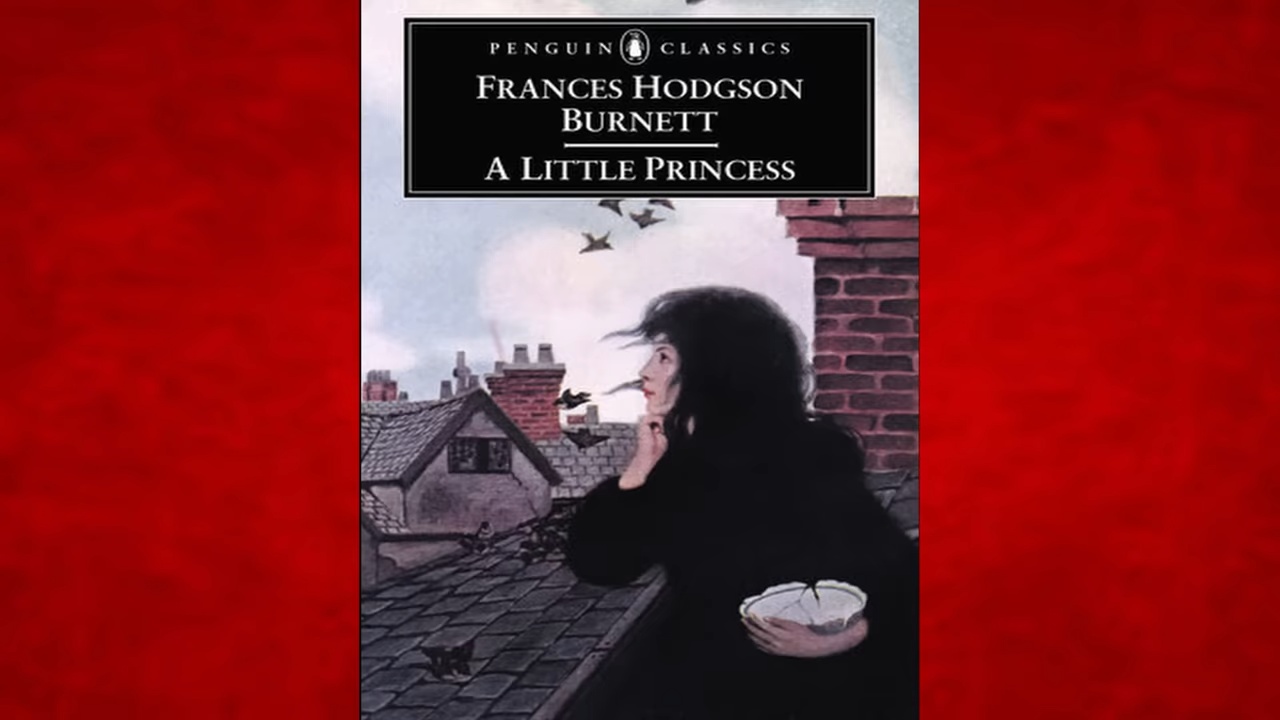 PENGUIN CLASSICS
FRANCES HODGSON
BURNETT
A LITTLE PRINCESS